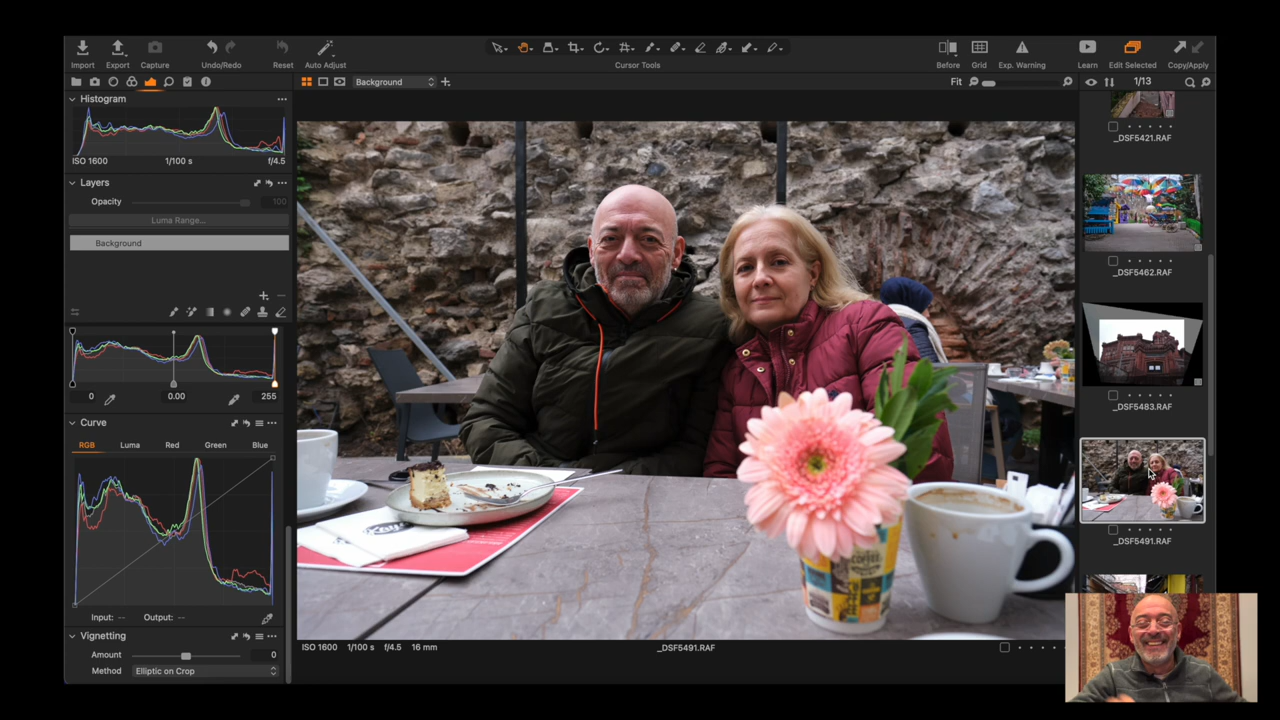 Import
Export
Capture
Undo/Redo
Reset
Auto Adjust
Cursor Tools
Before
Grid
Exp. Warning
Learn
Edit Selected
Copy/Apply
Background
Fit
1/13
Histogram
ISO 1600
1/100 s
f/4.5
Layers
Opacity
100
Luma Range...
Background
0
0.00
255
Curve
RGB
Luma
Red
Green
Blue
Input: --
Output: --
Vignetting
Amount
0
Method
Elliptic on Crop
COFFEE
ISO 1600
1/100 s
f/4.5
16 mm
_DSF5491.RAF
_DSF5421.RAF
_DSF5462.RAF
_DSF5483.RAF
_DSF5491.RAF